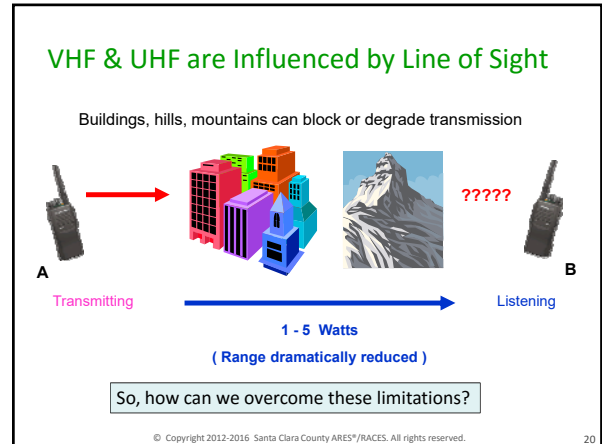 VHF & UHF are Influenced by Line of Sight
Buildings, hills, mountains can block or degrade transmission
?????
A
B
Transmitting
Listening
1 - 5 Watts
( Range dramatically reduced )
So, how can we overcome these limitations?
© Copyright 2012-2016 Santa Clara County ARES®/RACES. All rights reserved.
20